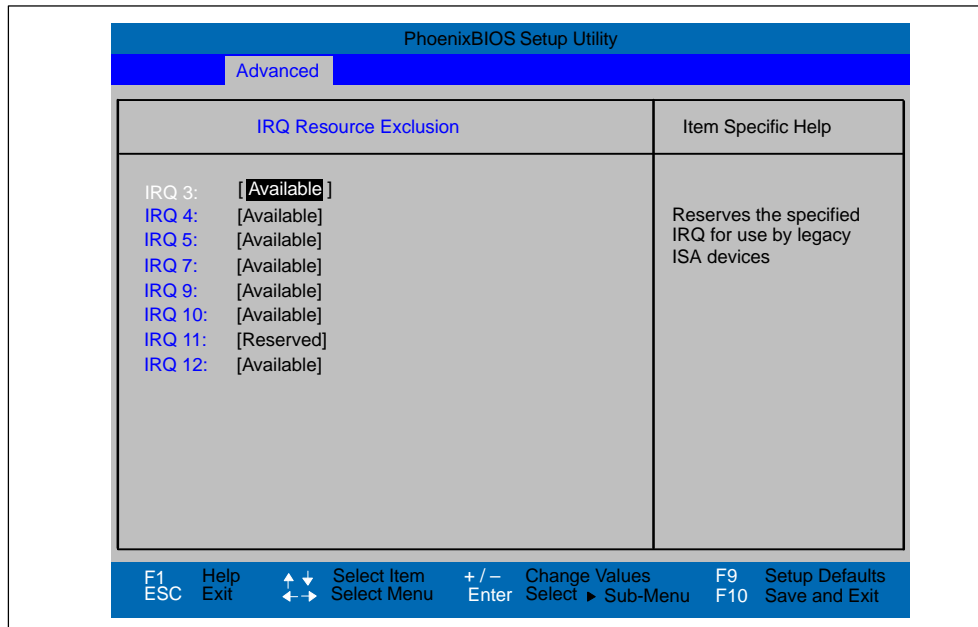 PhoenixBIOS Setup Utility
Advanced
IRQ Resource Exclusion
Item Specific Help
IRQ 3: [ Available ]
IRQ 4: [Available]
IRQ 5: [Available]
IRQ 7: [Available]
IRQ 9: [Available]
IRQ 10: [Available]
IRQ 11: [Reserved]
IRQ 12: [Available]
Reserves the specified
IRQ for use by legacy
ISA devices
F1 Help Select Item + / – Change Values F9 Setup Defaults
ESC Exit Select Menu Enter Select Sub-Menu F10 Save and Exit